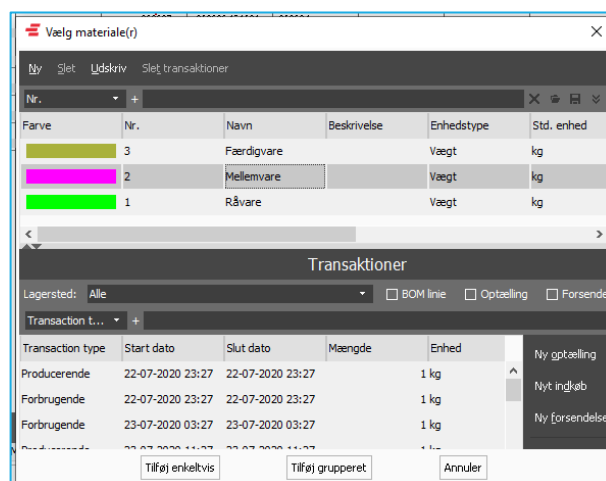 Vælg materiale(r)
Ny Slet Udskriv Slet transaktioner
Nr. +
Farve Nr. Navn Beskrivelse Enhedstype Std. enhed
3 Færdigvare Vægt kg
2 Mellemvare Vægt kg
1 Råvare Vægt kg
Transaktioner
Lagersted: Alle BOM linie Optælling Forsende
Transaction t... +
Transaction type Start dato Slut dato Mængde Enhed
Producerende 22-07-2020 23:27 22-07-2020 23:27 1 kg
Forbrugende 22-07-2020 23:27 22-07-2020 23:27 1 kg
Forbrugende 23-07-2020 03:27 23-07-2020 03:27 1 kg
Ny optælling
Nyt indkøb
Ny forsendelse
Tilføj enkeltvis Tilføj grupperet Annuler